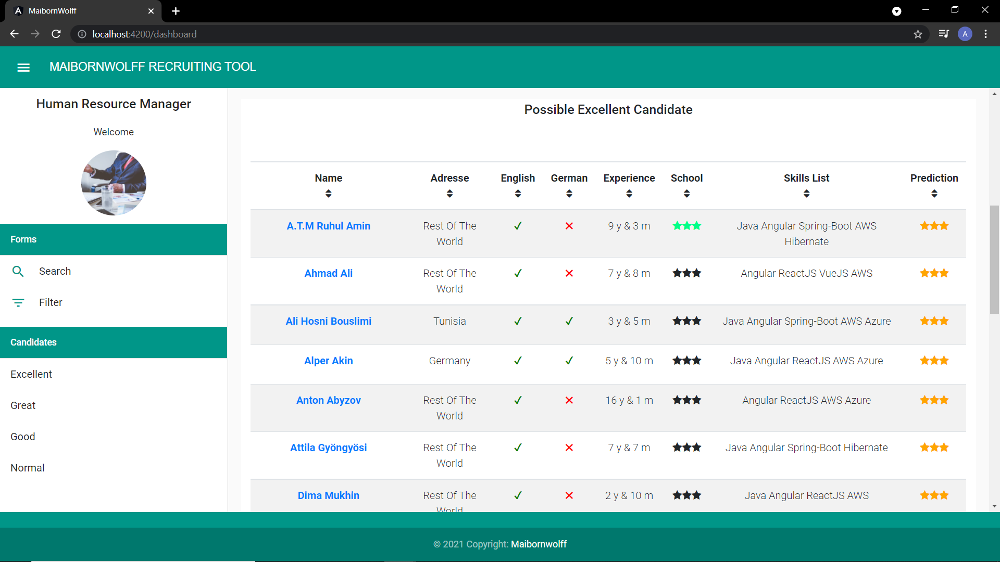 MaibornWolff
localhost:4200/dashboard
A
MAIBORNWOLFF RECRUITING TOOL
Human Resource Manager
Welcome
Forms
Search
Filter
Candidates
Excellent
Great
Good
Normal
Possible Excellent Candidate
Name Adresse English German Experience School Skills List Prediction
A.T.M Ruhul Amin Rest Of The World ✓ ✕ 9 y & 3 m ★★★ Java Angular Spring-Boot AWS Hibernate ★★★
Ahmad Ali Rest Of The World ✓ ✕ 7 y & 8 m ★★★ Angular ReactJS VueJS AWS ★★★
Ali Hosni Bouslimi Tunisia ✓ ✓ 3 y & 5 m ★★★ Java Angular Spring-Boot AWS Azure ★★★
Alper Akin Germany ✓ ✓ 5 y & 10 m ★★★ Java Angular ReactJS AWS Azure ★★★
Anton Abyzov Rest Of The World ✓ ✕ 16 y & 1 m ★★★ Angular ReactJS AWS Azure ★★★
Attila Gyöngyösi Rest Of The World ✓ ✕ 7 y & 7 m ★★★ Java Angular Spring-Boot Hibernate ★★★
Dima Mukhin Rest Of The World ✓ ✕ 2 y & 10 m ★★★ Java Angular ReactJS AWS ★★★
© 2021 Copyright: Maibornwolff